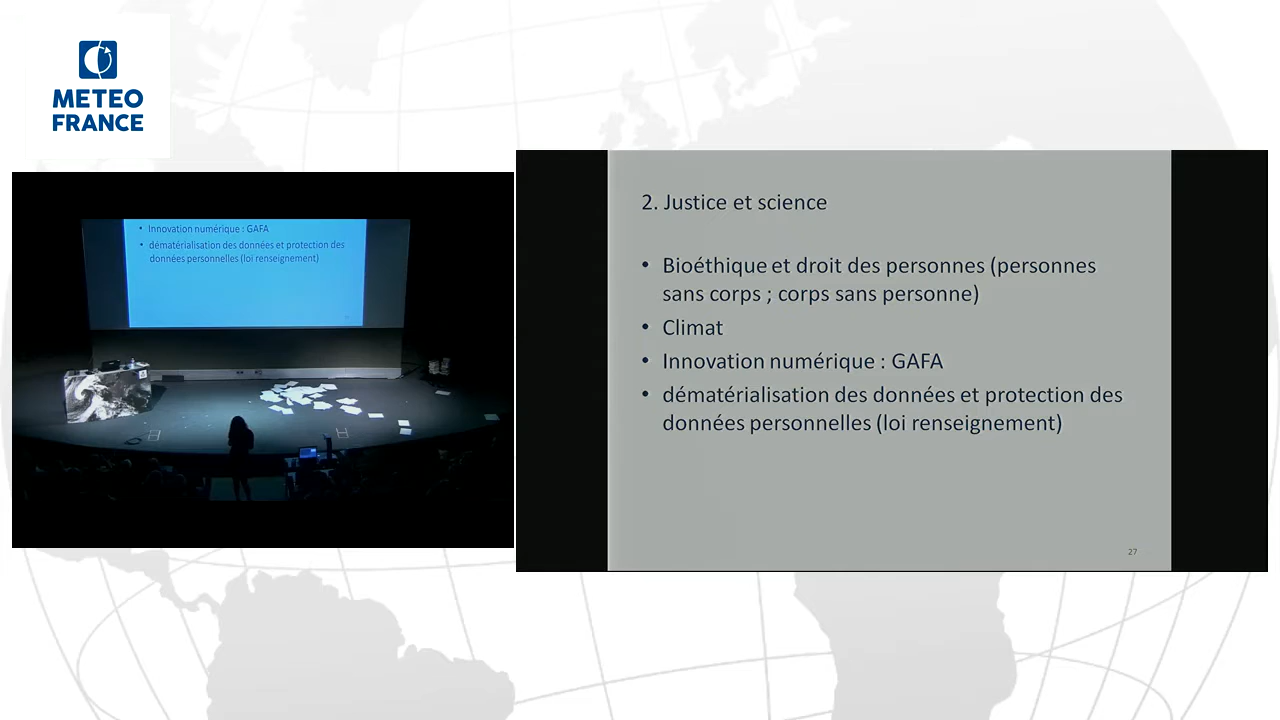 METEO
FRANCE
• Innovation numérique : GAFA
• dématérialisation des données et protection des
données personnelles (loi renseignement)
2. Justice et science
• Bioéthique et droit des personnes (personnes
sans corps ; corps sans personne)
• Climat
• Innovation numérique : GAFA
• dématérialisation des données et protection des
données personnelles (loi renseignement)
27